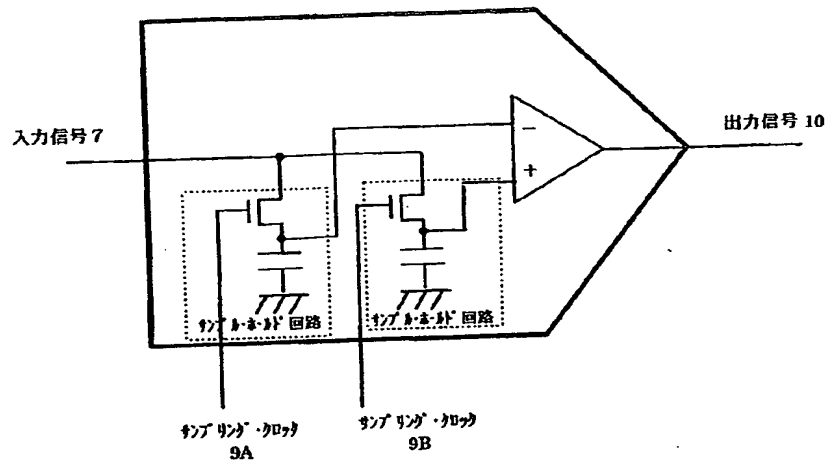 入力信号 7
出力信号 10
−
+
ｻﾝﾌﾟﾙ･ﾎｰﾙﾄﾞ 回路
ｻﾝﾌﾟﾙ･ﾎｰﾙﾄﾞ 回路
ｻﾝﾌﾟﾘﾝｸﾞ・ｸﾛｯｸ
9A
ｻﾝﾌﾟﾘﾝｸﾞ・ｸﾛｯｸ
9B